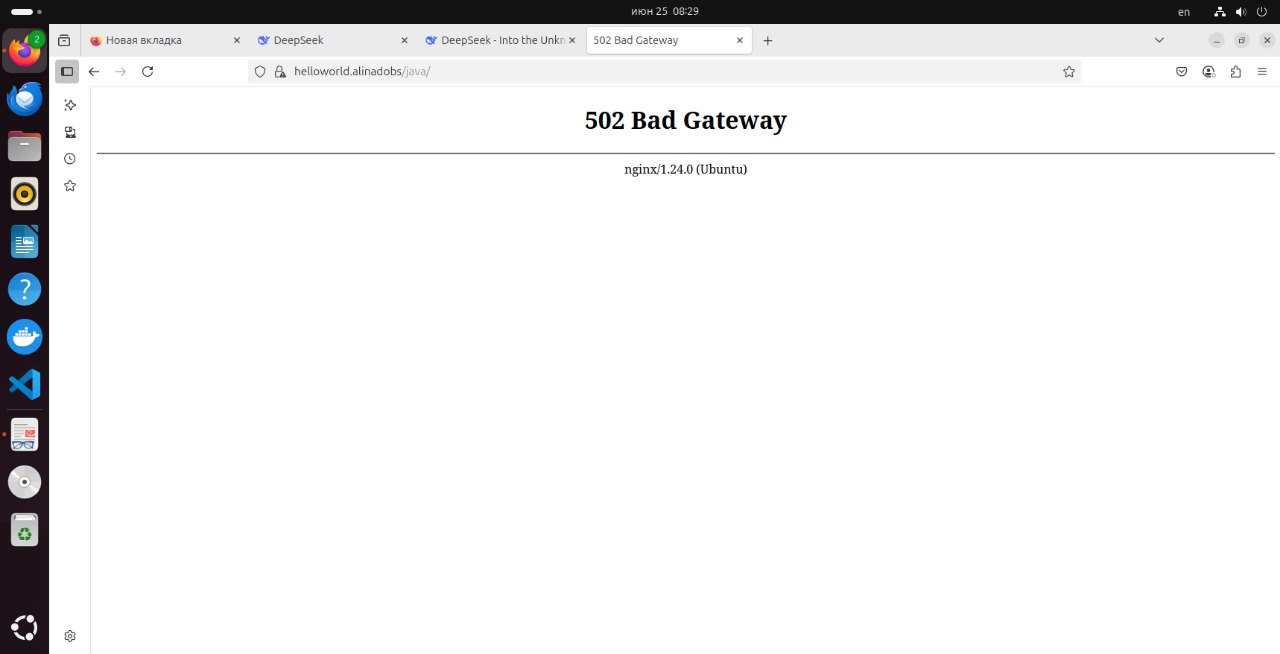 июн 25 08:29
en
2
Новая вкладка
DeepSeek
DeepSeek - Into the Unkn
502 Bad Gateway
helloworld.alinadobs/java/
502 Bad Gateway
nginx/1.24.0 (Ubuntu)